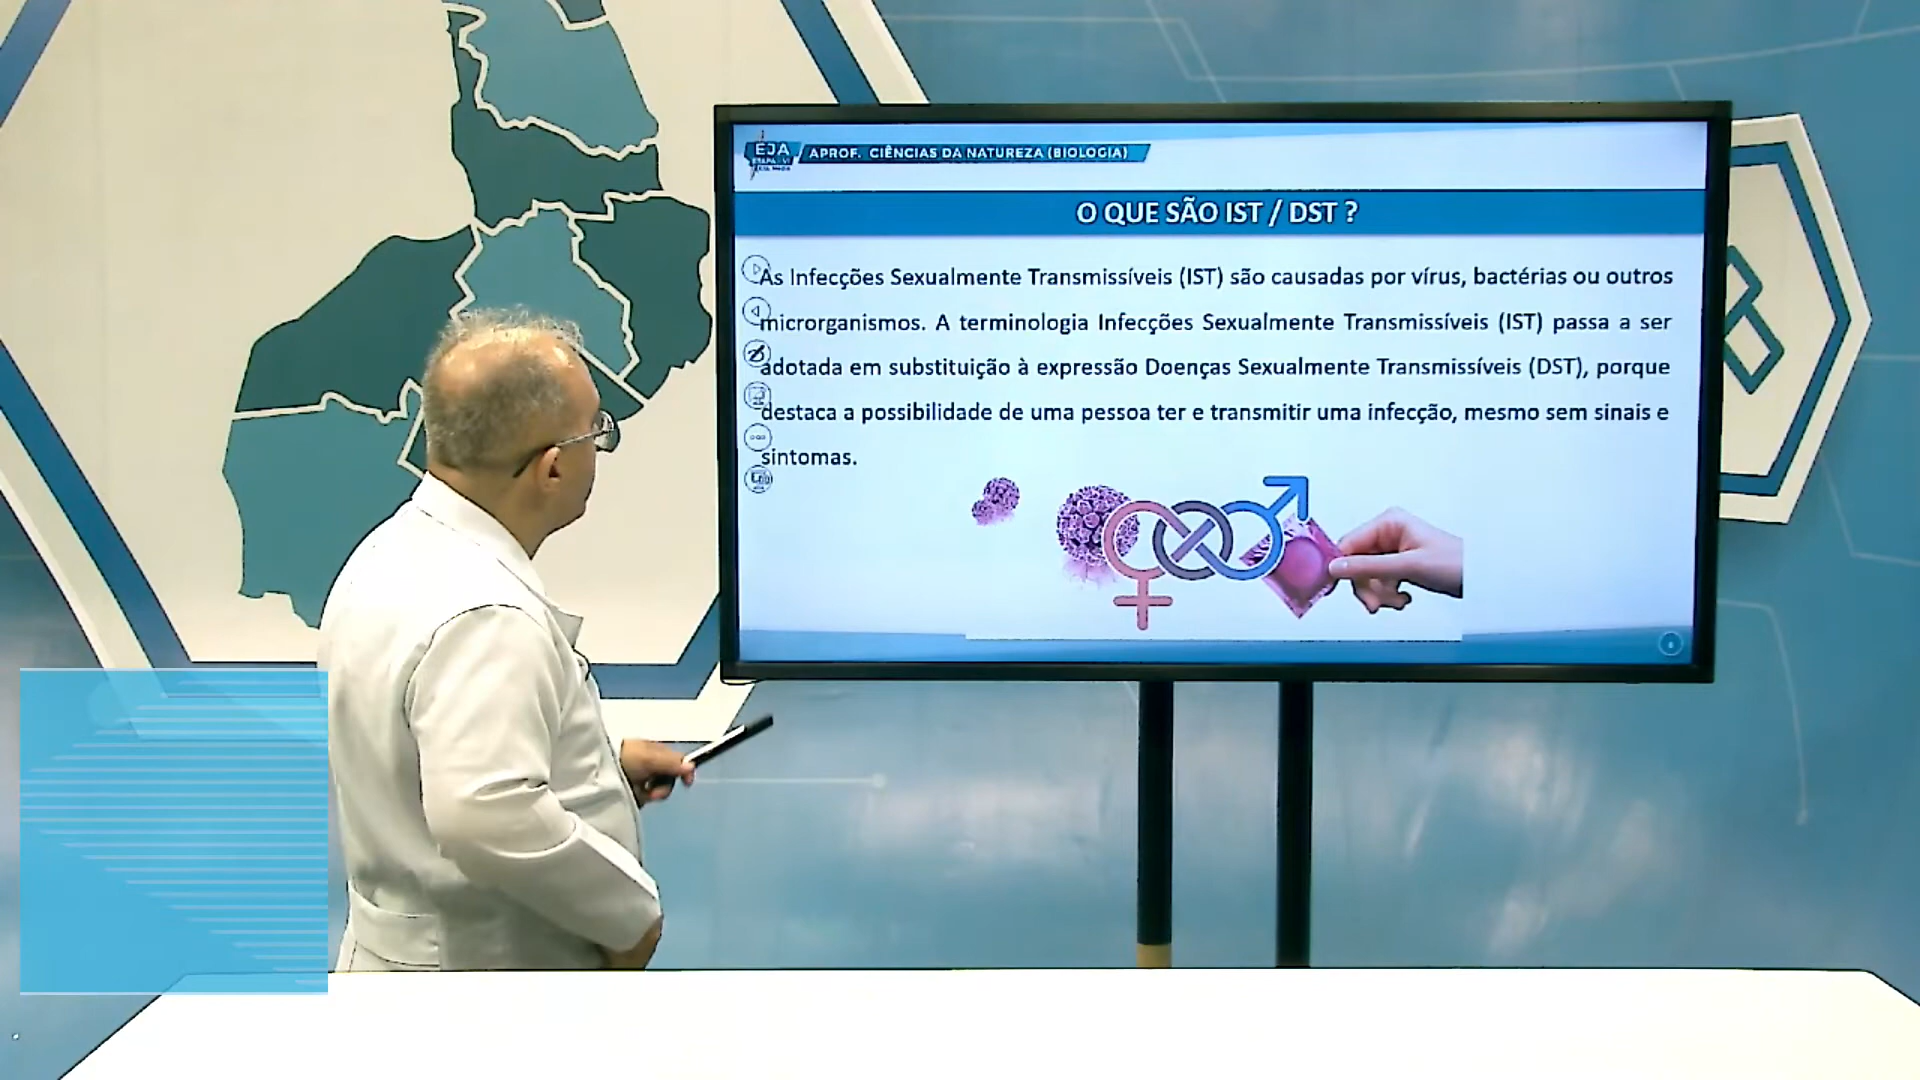 EJA
APROF. CIÊNCIAS DA NATUREZA (BIOLOGIA)
O QUE SÃO IST / DST ?
As Infecções Sexualmente Transmissíveis (IST) são causadas por vírus, bactérias ou outros
microrganismos. A terminologia Infecções Sexualmente Transmissíveis (IST) passa a ser
adotada em substituição à expressão Doenças Sexualmente Transmissíveis (DST), porque
destaca a possibilidade de uma pessoa ter e transmitir uma infecção, mesmo sem sinais e
sintomas.